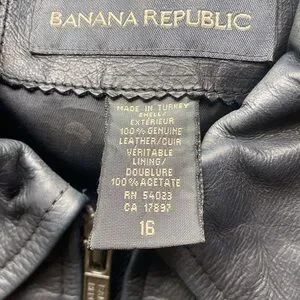 BANANA REPUBLIC
MADE IN TURKEY
SHELL/
EXTÉRIEUR
100% GENUINE
LEATHER/CUIR
VÉRITABLE
LINING/
DOUBLURE
100% ACETATE
RN 54023
CA 17897
16